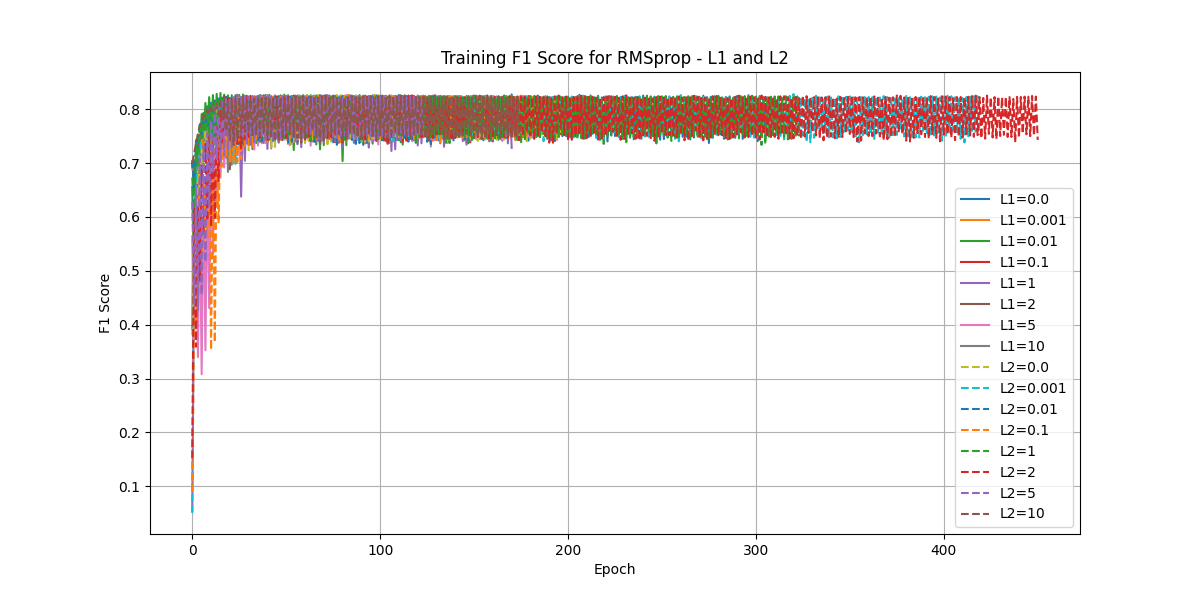 Training F1 Score for RMSprop - L1 and L2
F1 Score
0.8
0.7
0.6
0.5
0.4
0.3
0.2
0.1
0
100
200
300
400
Epoch
L1=0.0
L1=0.001
L1=0.01
L1=0.1
L1=1
L1=2
L1=5
L1=10
L2=0.0
L2=0.001
L2=0.01
L2=0.1
L2=1
L2=2
L2=5
L2=10